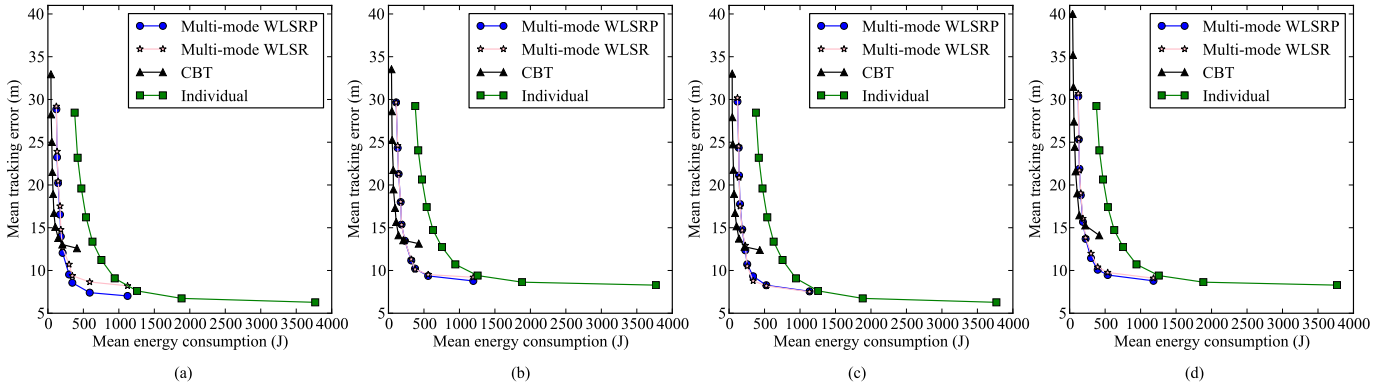 Mean tracking error (m)
40
35
30
25
20
15
10
5
0 500 1000 1500 2000 2500 3000 3500 4000
Mean energy consumption (J)
Multi-mode WLSRP
Multi-mode WLSR
CBT
Individual
(a)
Mean tracking error (m)
40
35
30
25
20
15
10
5
0 500 1000 1500 2000 2500 3000 3500 4000
Mean energy consumption (J)
Multi-mode WLSRP
Multi-mode WLSR
CBT
Individual
(b)
Mean tracking error (m)
40
35
30
25
20
15
10
5
0 500 1000 1500 2000 2500 3000 3500 4000
Mean energy consumption (J)
Multi-mode WLSRP
Multi-mode WLSR
CBT
Individual
(c)
Mean tracking error (m)
40
35
30
25
20
15
10
5
0 500 1000 1500 2000 2500 3000 3500 4000
Mean energy consumption (J)
Multi-mode WLSRP
Multi-mode WLSR
CBT
Individual
(d)